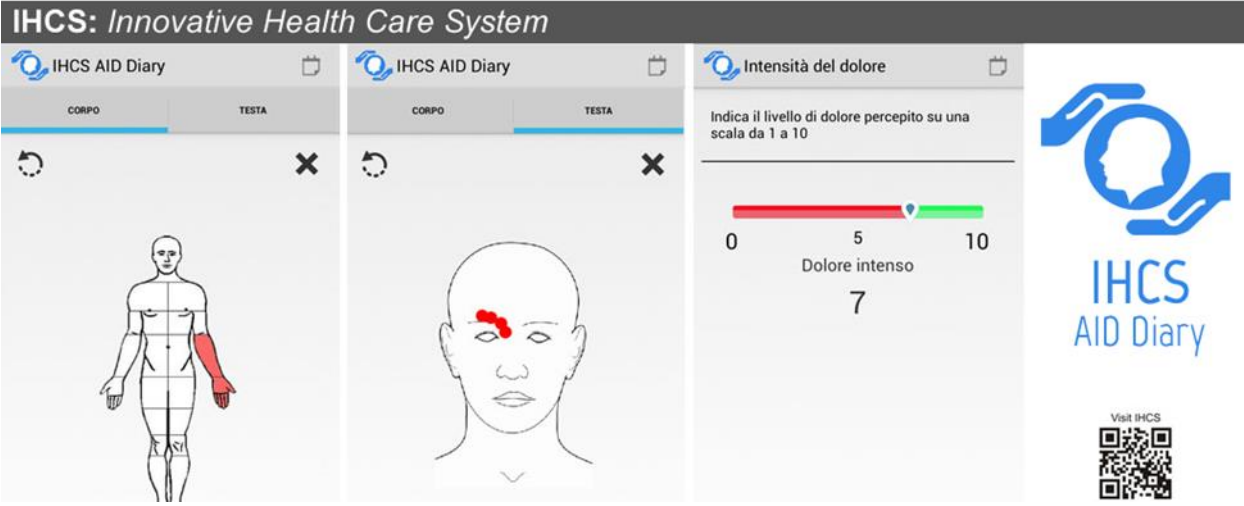 IHCS: Innovative Health Care System
IHCS AID Diary
CORPO TESTA
IHCS AID Diary
CORPO TESTA
Intensità del dolore
Indica il livello di dolore percepito su una
scala da 1 a 10
0 5 10
Dolore intenso
7
IHCS
AID Diary
Visit IHCS